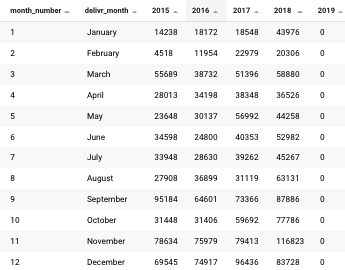 month_number delivr_month 2015 2016 2017 2018 2019
1 January 14238 18172 18548 43976 0
2 February 4518 11954 22979 20306 0
3 March 55689 38732 51396 58880 0
4 April 28013 34198 38348 36526 0
5 May 23648 30137 56992 44258 0
6 June 34598 24800 40353 52982 0
7 July 33948 28630 39262 45267 0
8 August 27908 36899 31119 63131 0
9 September 95184 64601 73366 87886 0
10 October 31448 31406 59692 77786 0
11 November 78634 75979 79413 116823 0
12 December 69545 74917 96436 83728 0